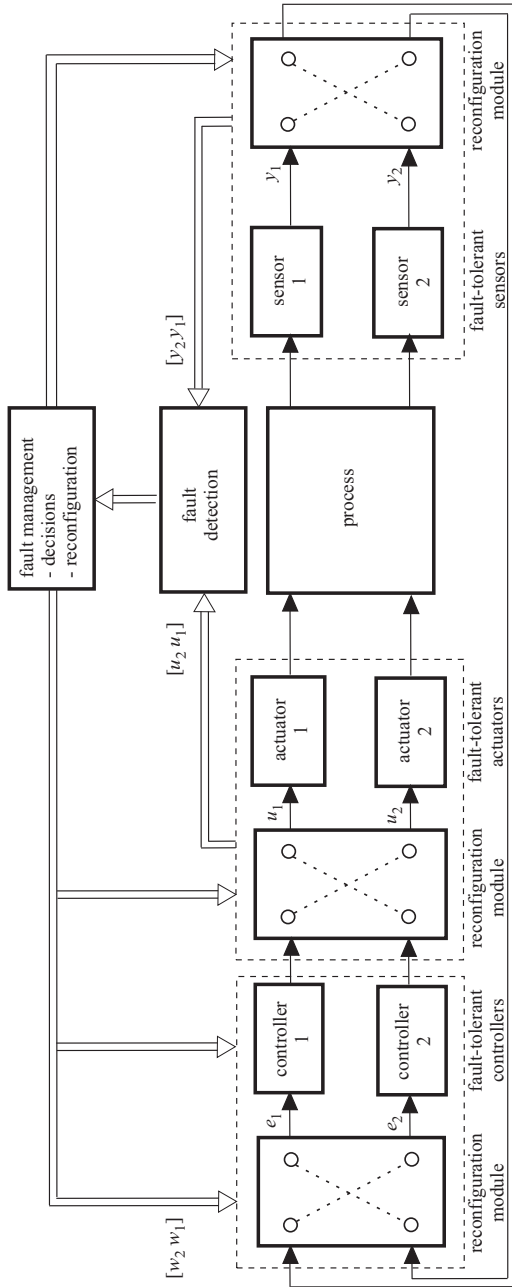 fault management
- decisions
- reconfiguration
fault
detection
[w2 w1]
[u2 u1]
[y2 y1]
e1
e2
controller
1
controller
2
u1
u2
actuator
1
actuator
2
process
sensor
1
sensor
2
y1
y2
reconfiguration
module
fault-tolerant
controllers
reconfiguration
module
fault-tolerant
actuators
fault-tolerant
sensors
reconfiguration
module